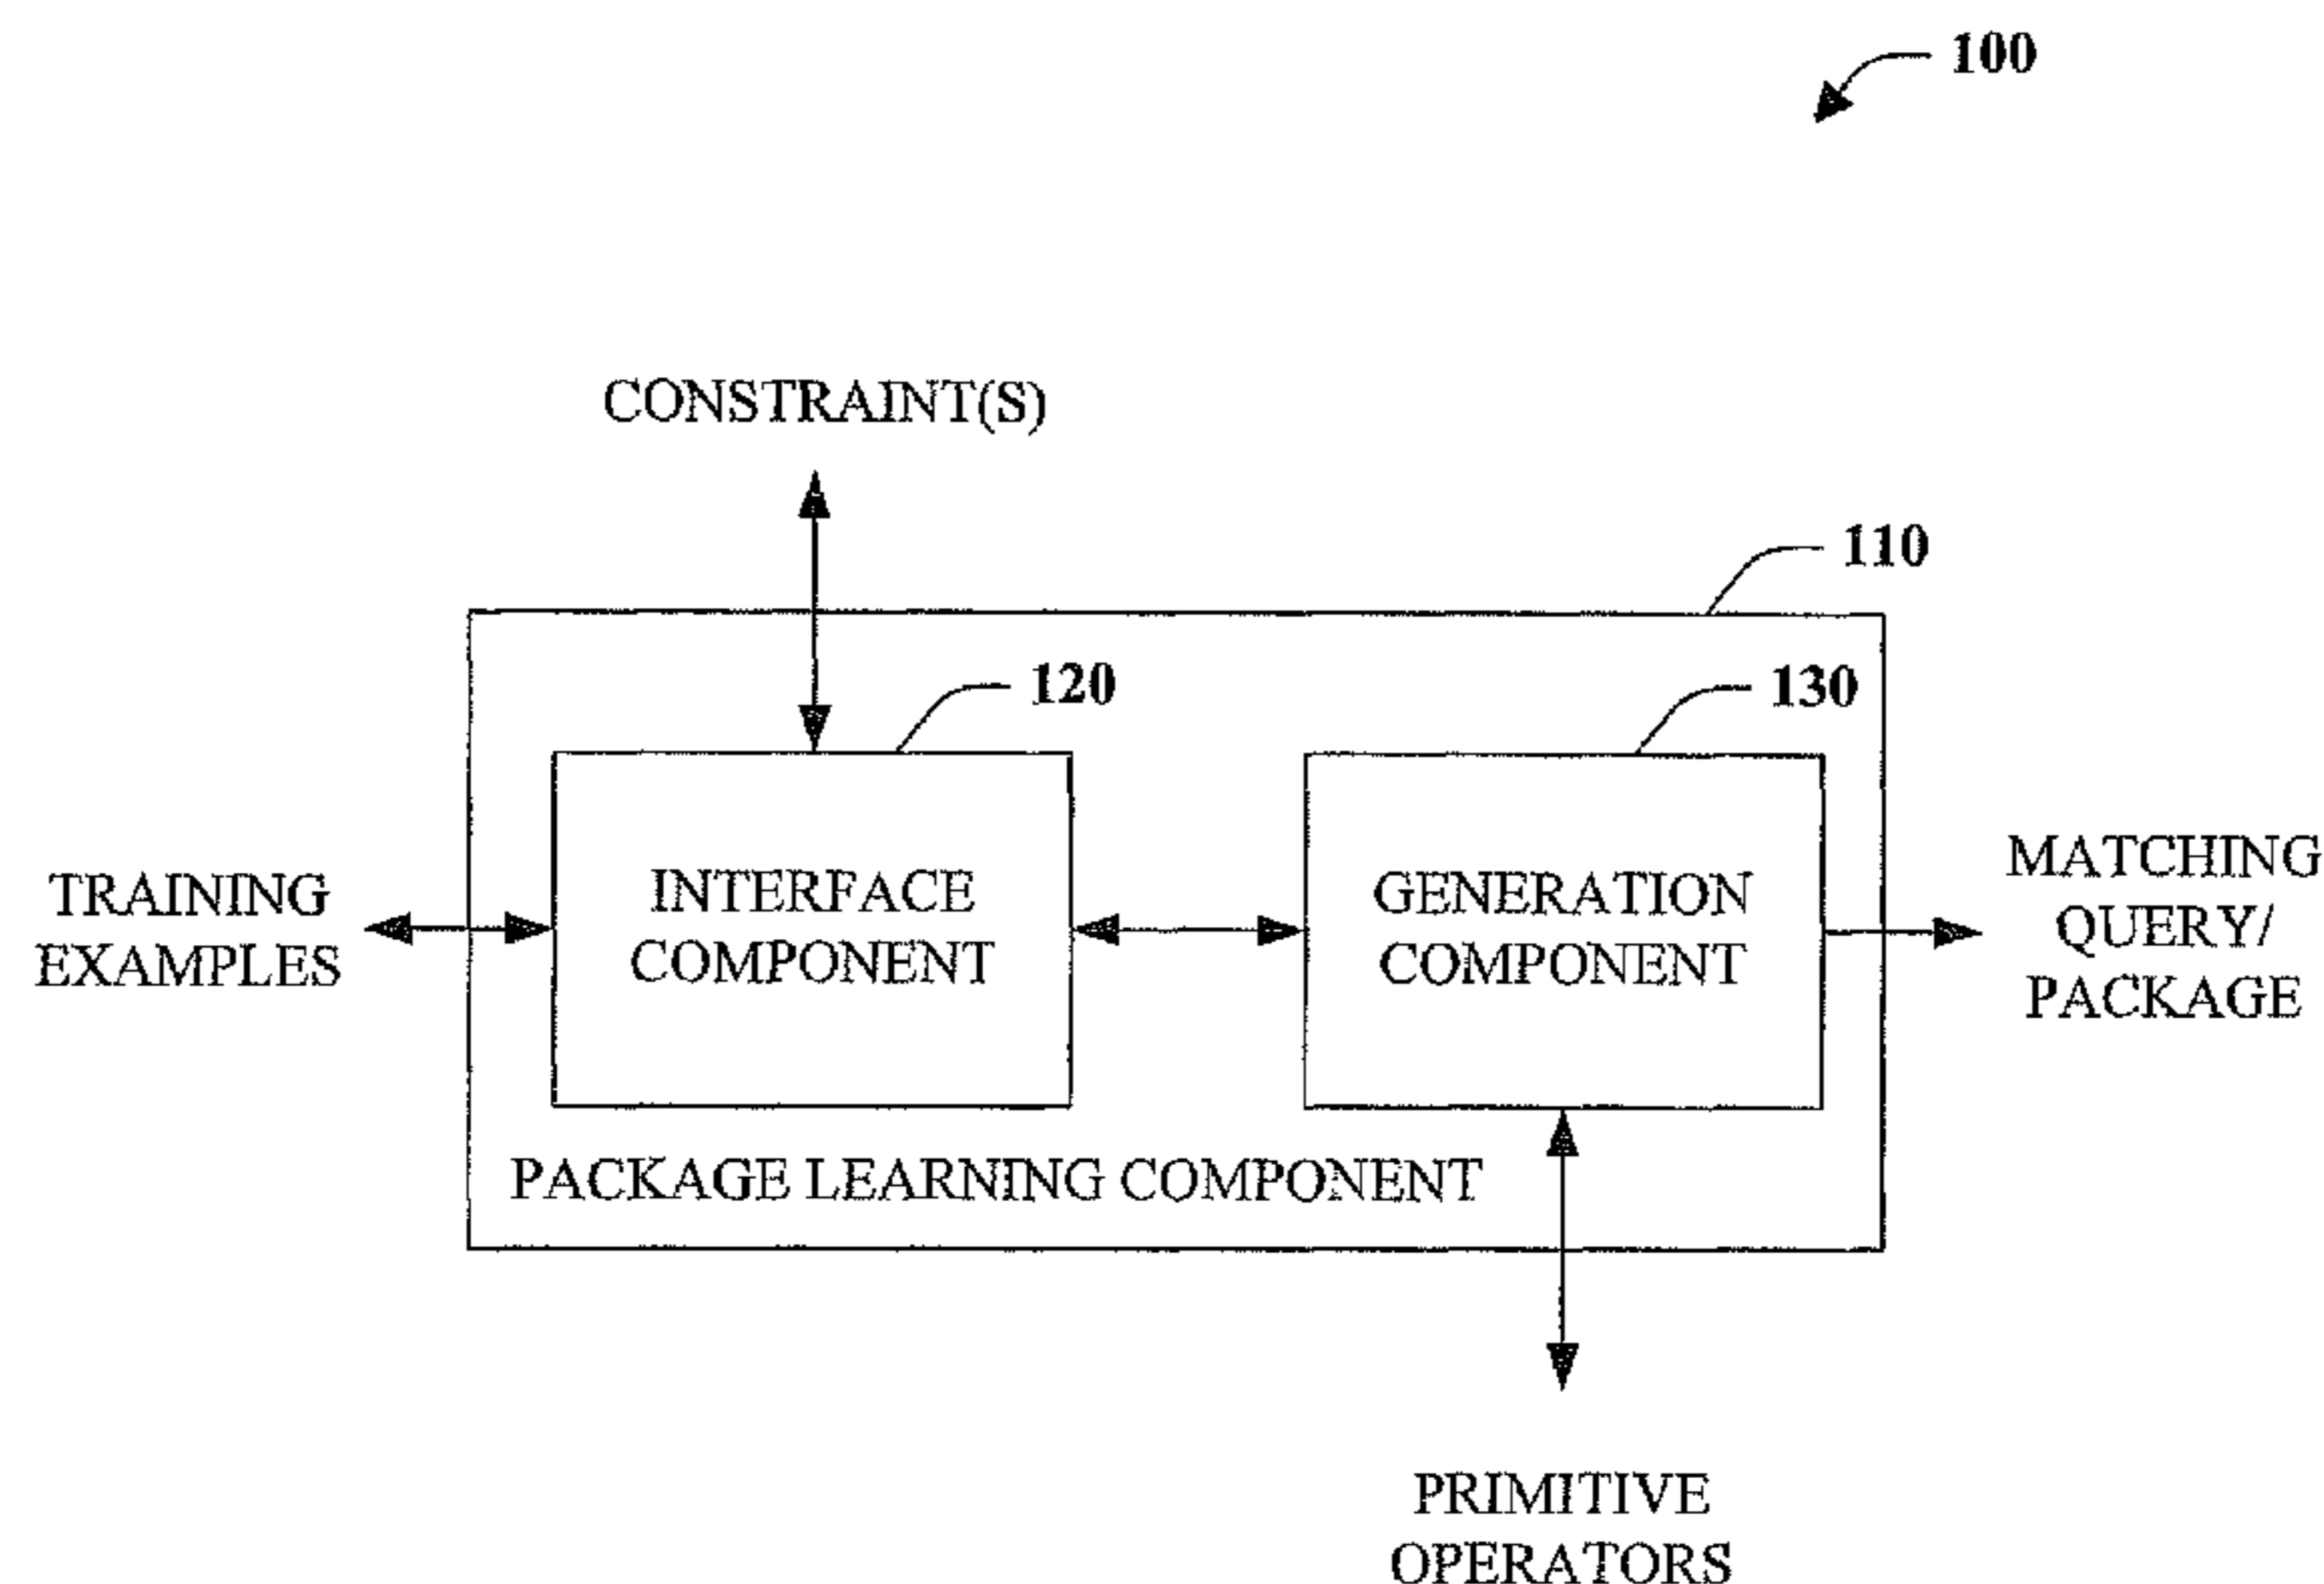 100
CONSTRAINT(S)
110
120
130
TRAINING
EXAMPLES
INTERFACE
COMPONENT
GENERATION
COMPONENT
MATCHING
QUERY/
PACKAGE
PACKAGE LEARNING COMPONENT
PRIMITIVE
OPERATORS